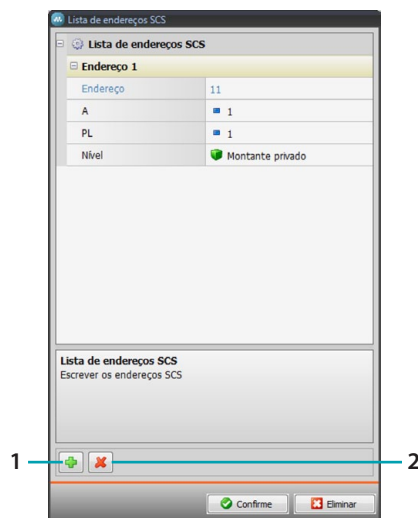 Lista de endereços SCS
Lista de endereços SCS
Endereço 1
Endereço 11
A 1
PL 1
Nível Montante privado
Lista de endereços SCS
Escrever os endereços SCS
1 2
Confirme Eliminar